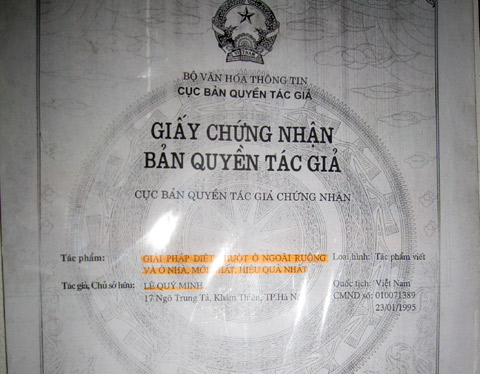 BỘ VĂN HÓA THÔNG TIN
CỤC BẢN QUYỀN TÁC GIẢ
GIẤY CHỨNG NHẬN
BẢN QUYỀN TÁC GIẢ
CỤC BẢN QUYỀN TÁC GIẢ CHỨNG NHẬN
Tác phẩm: GIẢI PHÁP DIỆT CHUỘT Ở NGOÀI RUỘNG Loại hình: Tác phẩm viết
VÀ Ở NHÀ, MỚI NHẤT, HIỆU QUẢ NHẤT
Tác giả, Chủ sở hữu: LÊ QUÝ MINH Quốc tịch: Việt Nam
17 Ngõ Trung Tả, Khâm Thiên, TP.Hà Nội CMND số: 010071389
23/01/1995